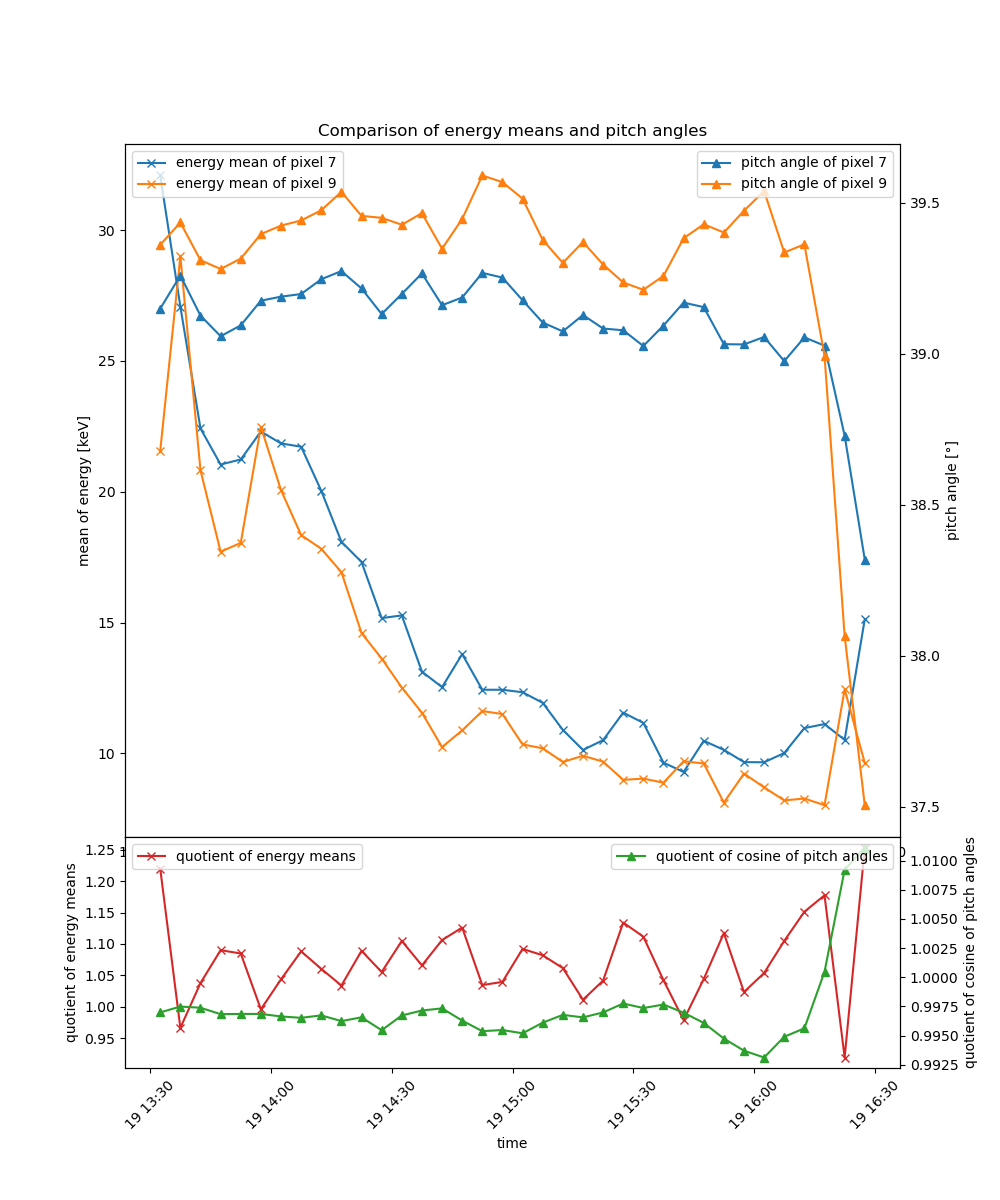 Comparison of energy means and pitch angles
energy mean of pixel 7
energy mean of pixel 9
pitch angle of pixel 7
pitch angle of pixel 9
mean of energy [keV]
30
25
20
15
10
pitch angle [°]
39.5
39.0
38.5
38.0
37.5
quotient of energy means
quotient of cosine of pitch angles
quotient of energy means
1.25
1.20
1.15
1.10
1.05
1.00
0.95
quotient of cosine of pitch angles
1.0100
1.0075
1.0050
1.0025
1.0000
0.9975
0.9950
0.9925
19 13:30
19 14:00
19 14:30
19 15:00
19 15:30
19 16:00
19 16:30
time